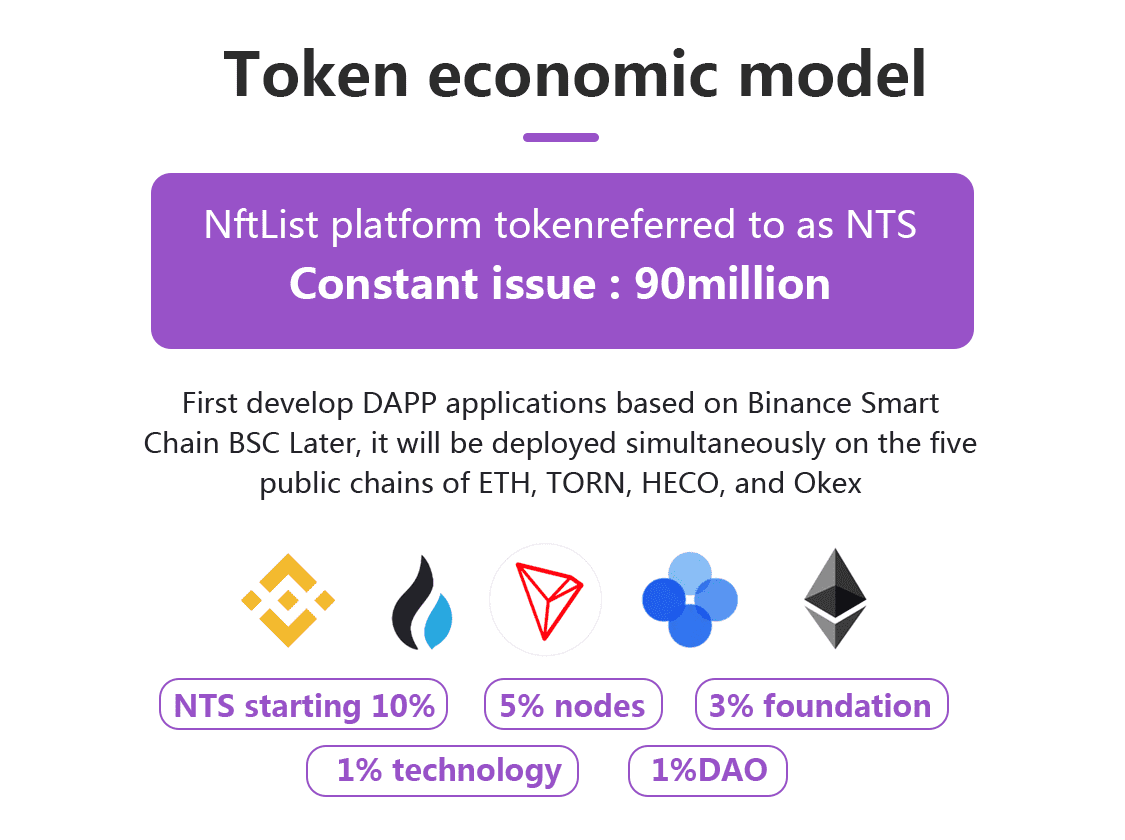 Token economic model
NftList platform tokenreferred to as NTS
Constant issue : 90million
First develop DAPP applications based on Binance Smart
Chain BSC Later, it will be deployed simultaneously on the five
public chains of ETH, TORN, HECO, and Okex
NTS starting 10%
5% nodes
3% foundation
1% technology
1%DAO